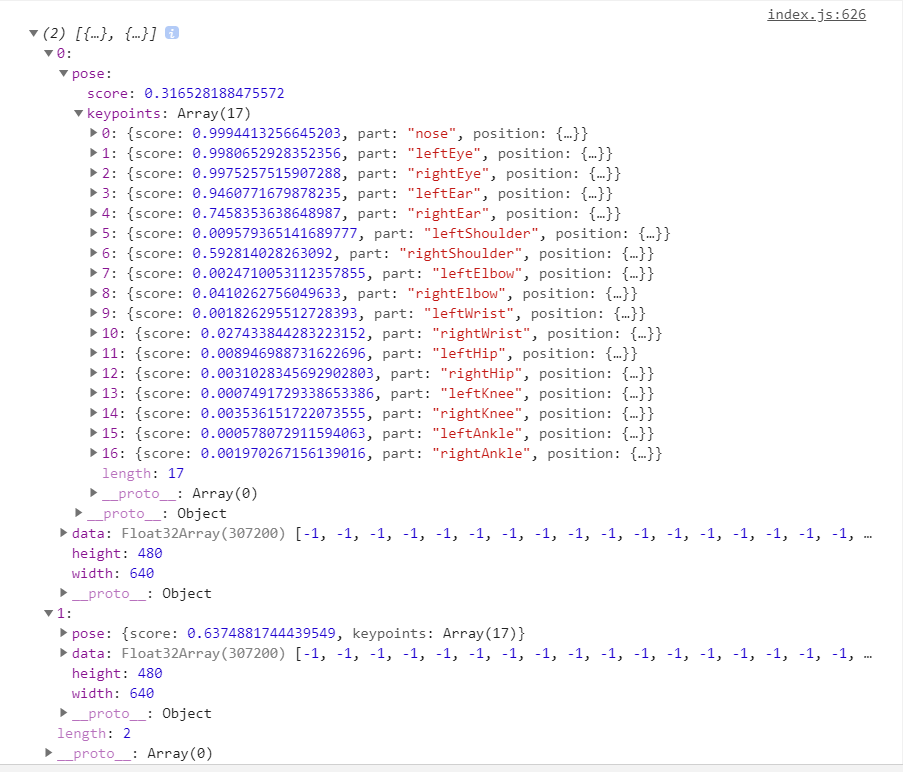 index.js:626
(2) [{…}, {…}] i
0:
pose:
score: 0.316528188475572
keypoints: Array(17)
0: {score: 0.9994413256645203, part: "nose", position: {…}}
1: {score: 0.9980652928352356, part: "leftEye", position: {…}}
2: {score: 0.9975257515907288, part: "rightEye", position: {…}}
3: {score: 0.9460771679878235, part: "leftEar", position: {…}}
4: {score: 0.7458353638648987, part: "rightEar", position: {…}}
5: {score: 0.009579365141689777, part: "leftShoulder", position: {…}}
6: {score: 0.592814028263092, part: "rightShoulder", position: {…}}
7: {score: 0.0024710053112357855, part: "leftElbow", position: {…}}
8: {score: 0.0410262756049633, part: "rightElbow", position: {…}}
9: {score: 0.001826295512728393, part: "leftWrist", position: {…}}
10: {score: 0.027433844283223152, part: "rightWrist", position: {…}}
11: {score: 0.008946988731622696, part: "leftHip", position: {…}}
12: {score: 0.0031028345692902803, part: "rightHip", position: {…}}
13: {score: 0.0007491729338653386, part: "leftKnee", position: {…}}
14: {score: 0.003536151722073555, part: "rightKnee", position: {…}}
15: {score: 0.000578072911594063, part: "leftAnkle", position: {…}}
16: {score: 0.001970267156139016, part: "rightAnkle", position: {…}}
length: 17
__proto__: Array(0)
__proto__: Object
data: Float32Array(307200) [-1, -1, -1, -1, -1, -1, -1, -1, -1, -1, -1, -1, -1, -1, -1, -1, -1, …
height: 480
width: 640
__proto__: Object
1:
pose: {score: 0.6374881744439549, keypoints: Array(17)}
data: Float32Array(307200) [-1, -1, -1, -1, -1, -1, -1, -1, -1, -1, -1, -1, -1, -1, -1, -1, -1, …
height: 480
width: 640
__proto__: Object
length: 2
__proto__: Array(0)